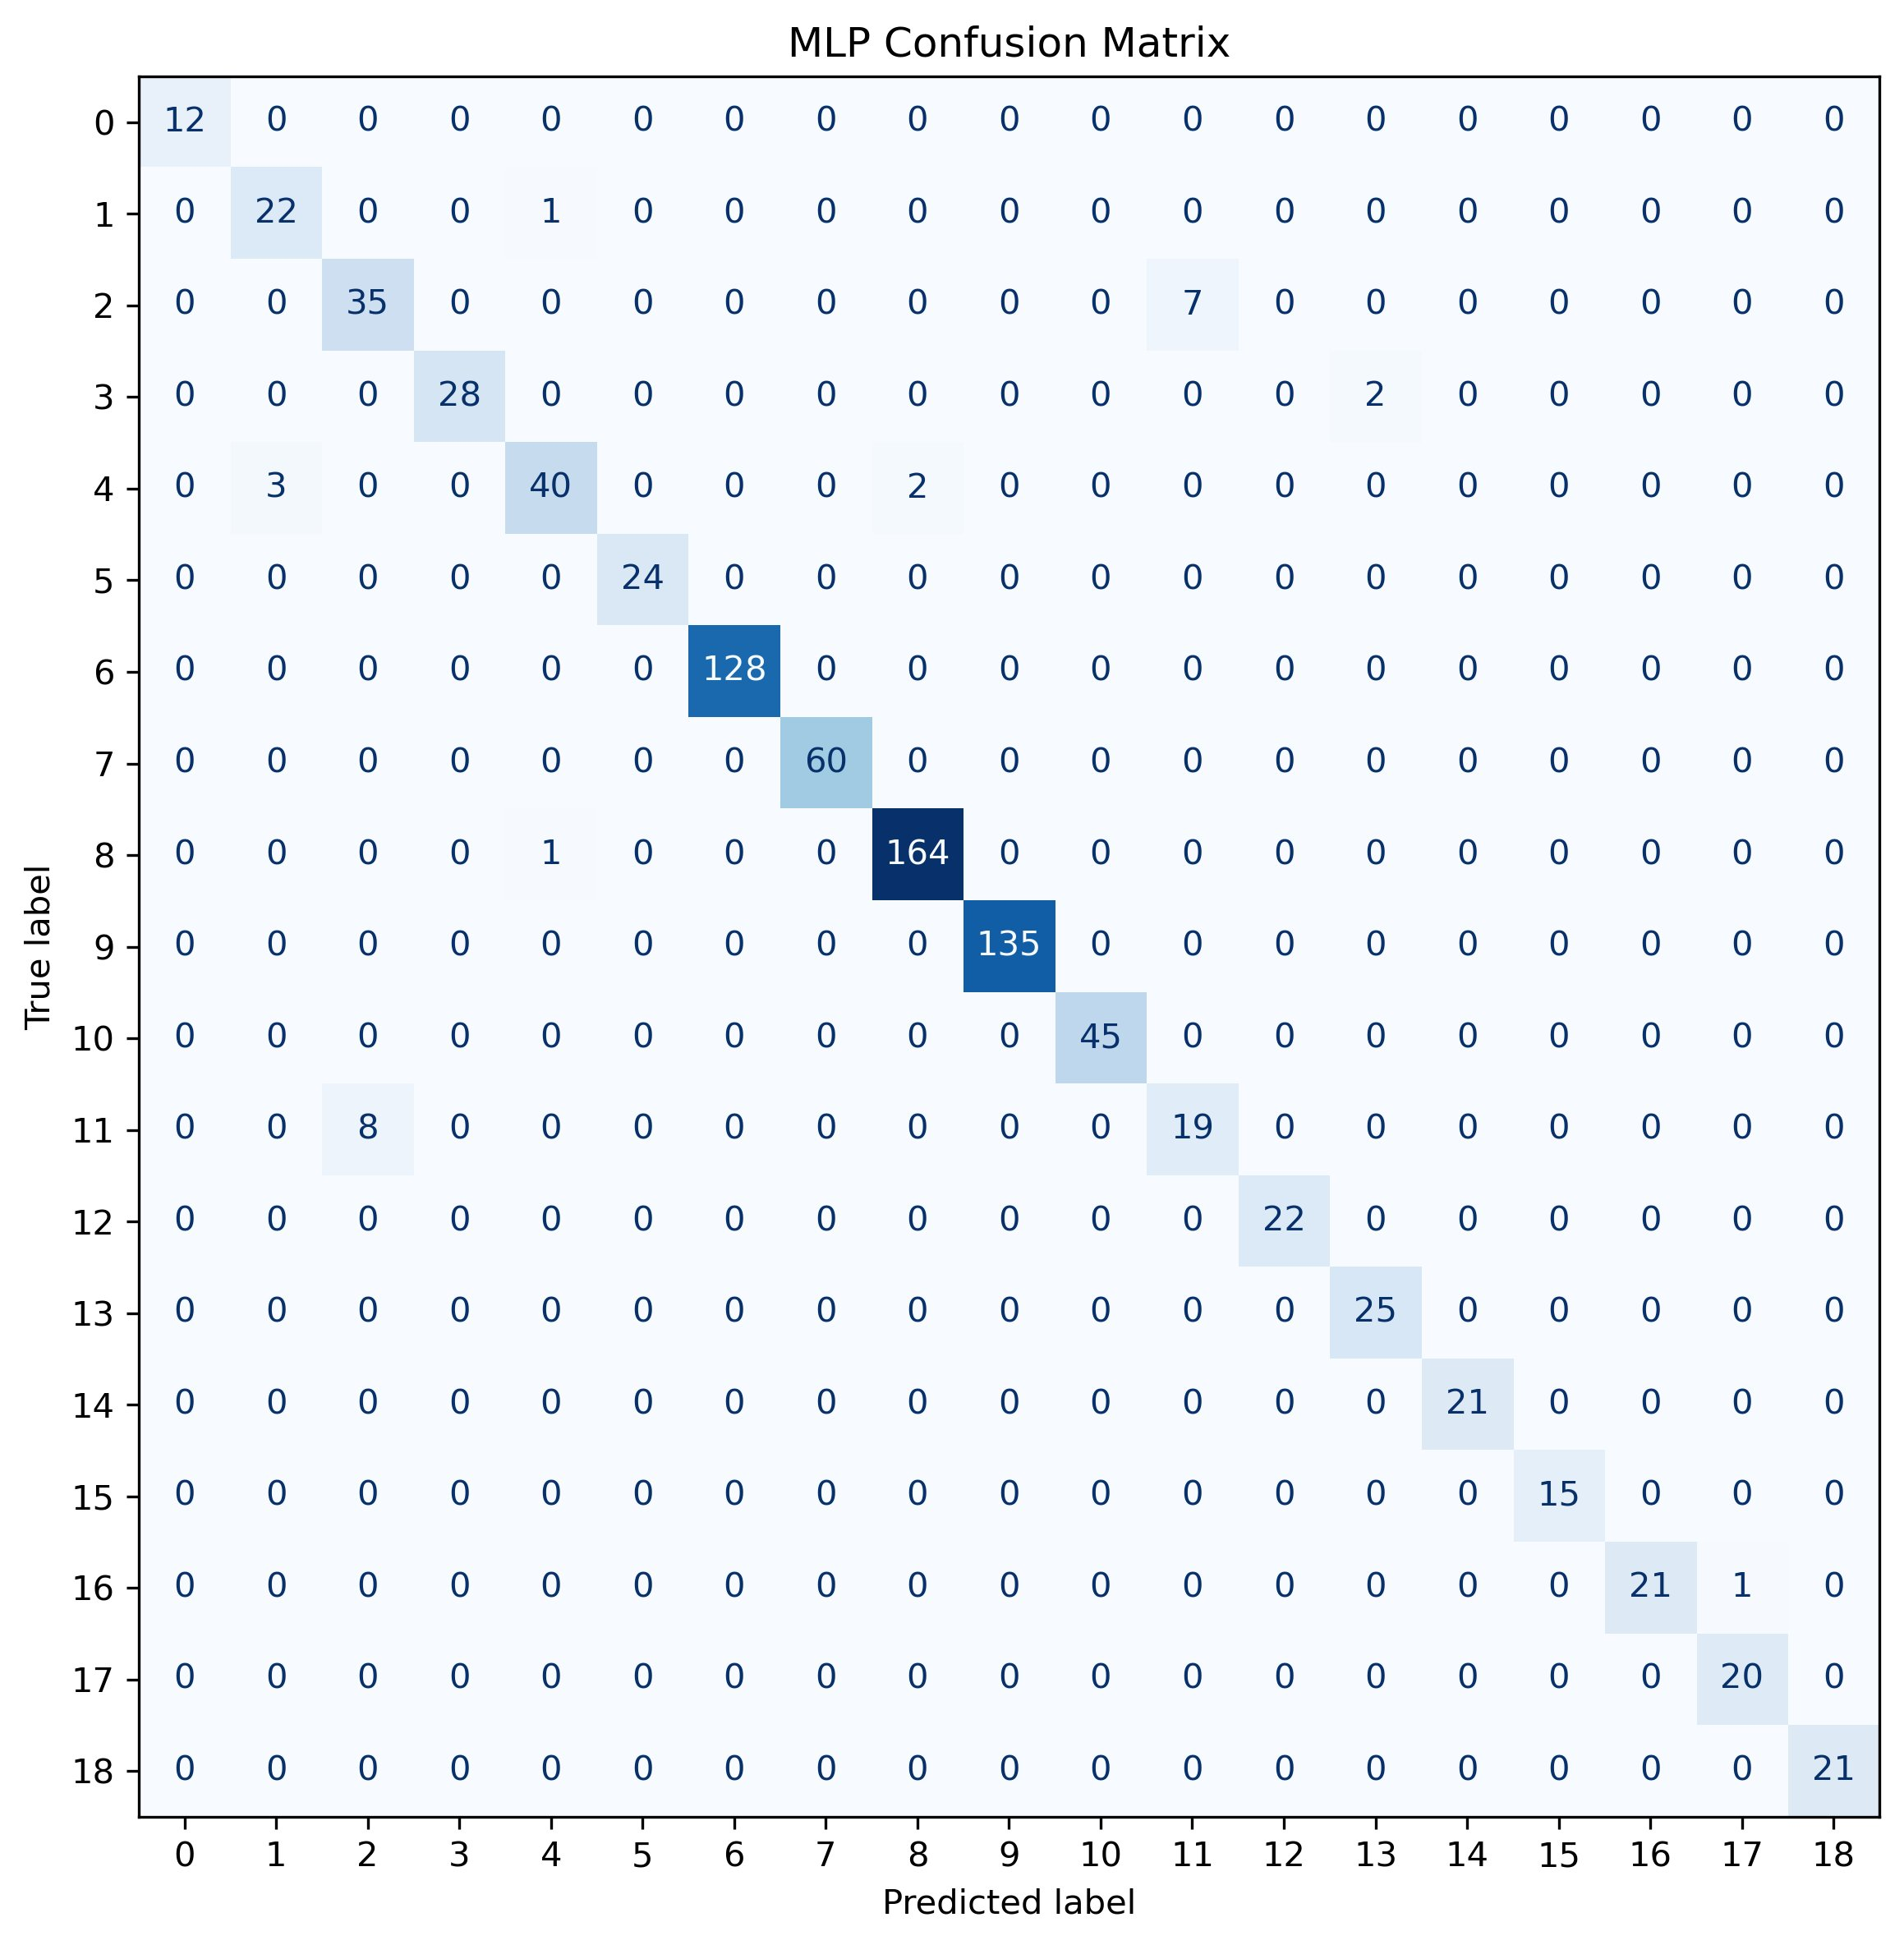 MLP Confusion Matrix
0 12 0 0 0 0 0 0 0 0 0 0 0 0 0 0 0 0 0 0
1 0 22 0 0 1 0 0 0 0 0 0 0 0 0 0 0 0 0 0
2 0 0 35 0 0 0 0 0 0 0 0 7 0 0 0 0 0 0 0
3 0 0 0 28 0 0 0 0 0 0 0 0 0 2 0 0 0 0 0
4 0 3 0 0 40 0 0 0 2 0 0 0 0 0 0 0 0 0 0
5 0 0 0 0 0 24 0 0 0 0 0 0 0 0 0 0 0 0 0
6 0 0 0 0 0 0 128 0 0 0 0 0 0 0 0 0 0 0 0
7 0 0 0 0 0 0 0 60 0 0 0 0 0 0 0 0 0 0 0
8 0 0 0 0 1 0 0 0 164 0 0 0 0 0 0 0 0 0 0
9 0 0 0 0 0 0 0 0 0 135 0 0 0 0 0 0 0 0 0
10 0 0 0 0 0 0 0 0 0 0 45 0 0 0 0 0 0 0 0
11 0 0 8 0 0 0 0 0 0 0 0 19 0 0 0 0 0 0 0
12 0 0 0 0 0 0 0 0 0 0 0 0 22 0 0 0 0 0 0
13 0 0 0 0 0 0 0 0 0 0 0 0 0 25 0 0 0 0 0
14 0 0 0 0 0 0 0 0 0 0 0 0 0 0 21 0 0 0 0
15 0 0 0 0 0 0 0 0 0 0 0 0 0 0 0 15 0 0 0
16 0 0 0 0 0 0 0 0 0 0 0 0 0 0 0 0 21 1 0
17 0 0 0 0 0 0 0 0 0 0 0 0 0 0 0 0 0 20 0
18 0 0 0 0 0 0 0 0 0 0 0 0 0 0 0 0 0 0 21
0 1 2 3 4 5 6 7 8 9 10 11 12 13 14 15 16 17 18
Predicted label
True label